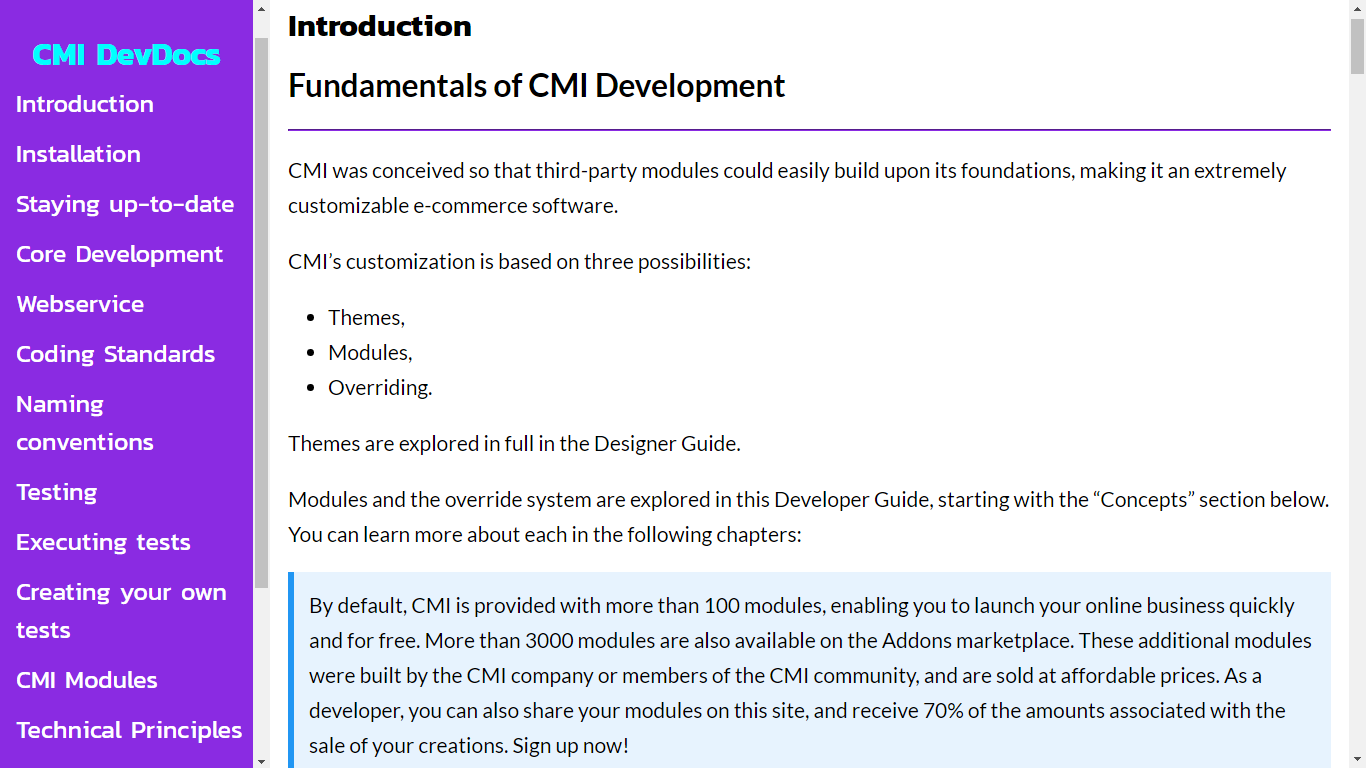 CMI DevDocs
Introduction
Installation
Staying up-to-date
Core Development
Webservice
Coding Standards
Naming
conventions
Testing
Executing tests
Creating your own
tests
CMI Modules
Technical Principles
Introduction
Fundamentals of CMI Development
CMI was conceived so that third-party modules could easily build upon its foundations, making it an extremely
customizable e-commerce software.
CMI’s customization is based on three possibilities:
• Themes,
• Modules,
• Overriding.
Themes are explored in full in the Designer Guide.
Modules and the override system are explored in this Developer Guide, starting with the “Concepts” section below.
You can learn more about each in the following chapters:
By default, CMI is provided with more than 100 modules, enabling you to launch your online business quickly
and for free. More than 3000 modules are also available on the Addons marketplace. These additional modules
were built by the CMI company or members of the CMI community, and are sold at affordable prices. As a
developer, you can also share your modules on this site, and receive 70% of the amounts associated with the
sale of your creations. Sign up now!